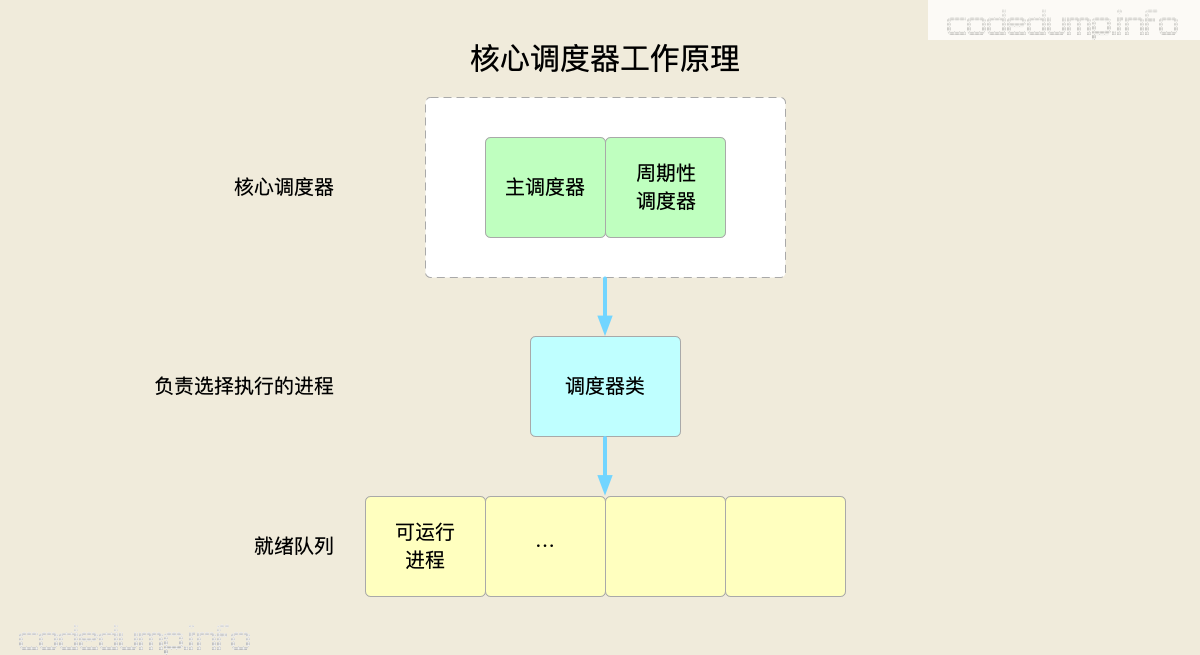 codedump.info
核心调度器工作原理
核心调度器
主调度器
周期性
调度器
负责选择执行的进程
调度器类
就绪队列
可运行
进程
...
codedump.info